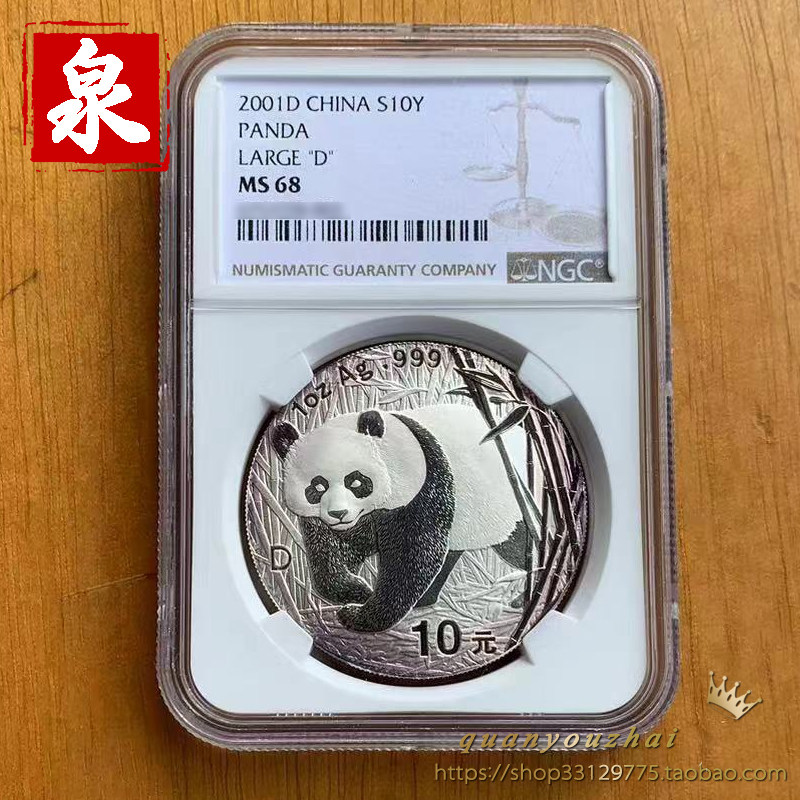 泉
2001D CHINA S10Y
PANDA
LARGE "D"
MS 68
NUMISMATIC GUARANTY COMPANY
NGC®
1oz Ag .999
D
10元
quanyouzhai
https://shop33129775.taobao.com